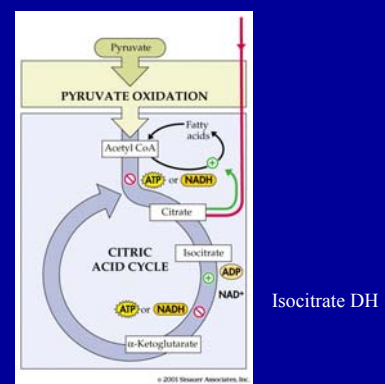 Pyruvate
PYRUVATE OXIDATION
Fatty
acids
Acetyl CoA
+
ATP or NADH
Citrate
CITRIC
ACID CYCLE
Isocitrate
+ ADP
NAD+
Isocitrate DH
ATP or NADH
α-Ketoglutarate
© 2001 Sinauer Associates, Inc.